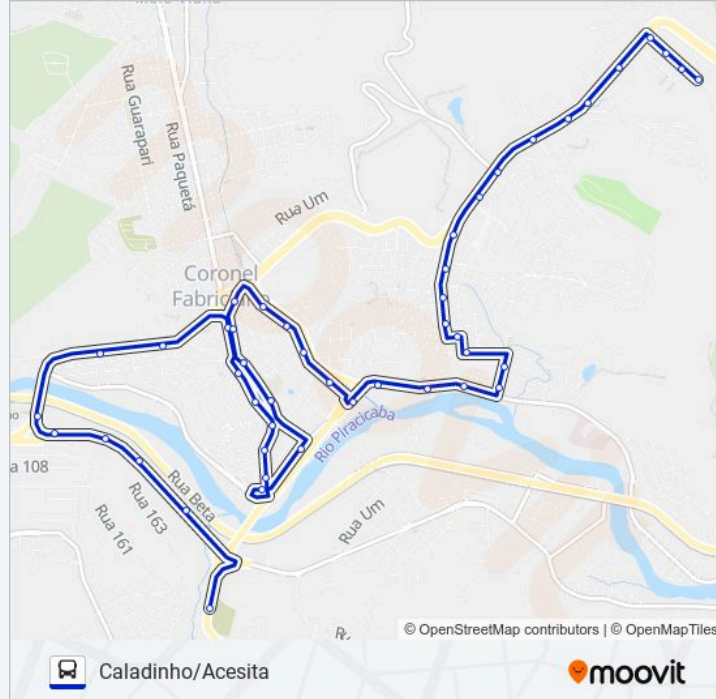 Rua Guarapari
Rua Paquetá
Rua Um
Coronel
Fabriciano
Rio Piracicaba
a 108
Rua Beta
Rua 163
Rua 161
Rua Um
© OpenStreetMap contributors | © OpenMapTiles
Caladinho/Acesita
moovit